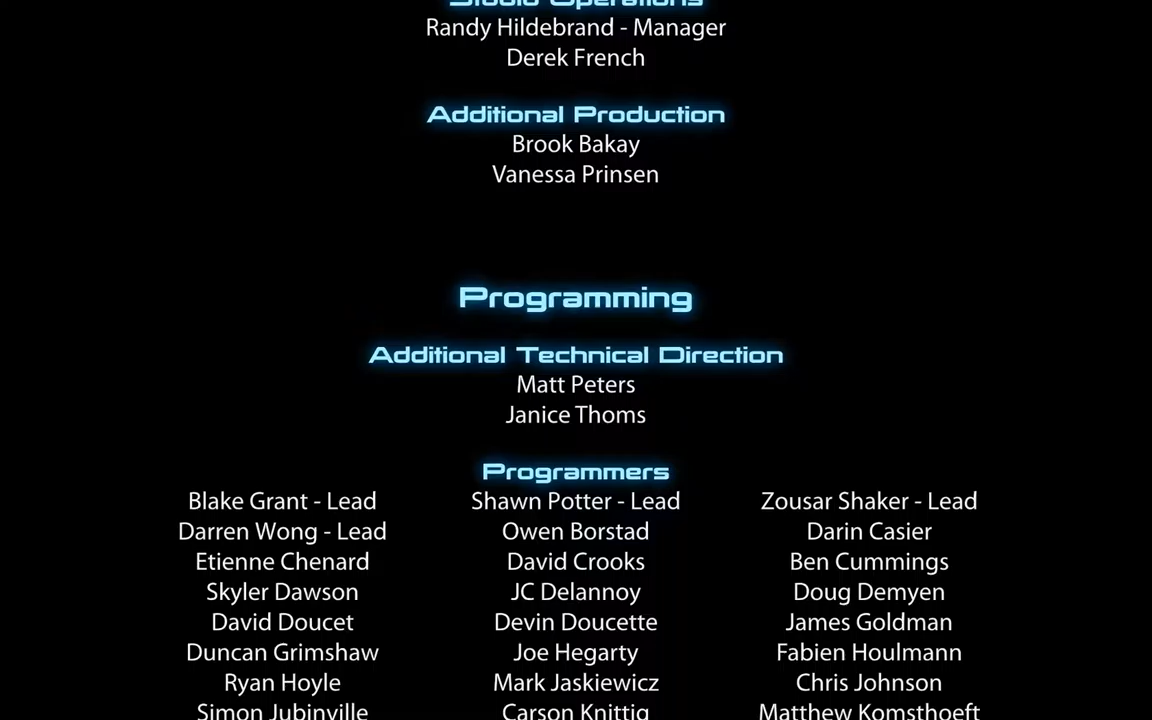 Studio Operations
Randy Hildebrand - Manager
Derek French
Additional Production
Brook Bakay
Vanessa Prinsen
Programming
Additional Technical Direction
Matt Peters
Janice Thoms
Programmers
Blake Grant - Lead Shawn Potter - Lead Zousar Shaker - Lead
Darren Wong - Lead Owen Borstad Darin Casier
Etienne Chenard David Crooks Ben Cummings
Skyler Dawson JC Delannoy Doug Demyen
David Doucet Devin Doucette James Goldman
Duncan Grimshaw Joe Hegarty Fabien Houlmann
Ryan Hoyle Mark Jaskiewicz Chris Johnson
Simon Jubinville Carson Knittig Matthew Komsthoeft